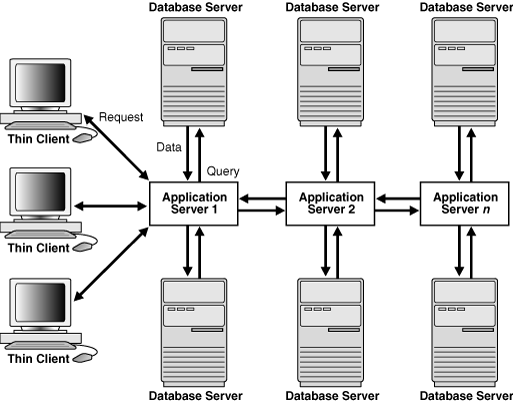 Database Server
Database Server
Database Server
Thin Client
Request
Data
Query
Thin Client
Application
Server 1
Application
Server 2
Application
Server n
Thin Client
Database Server
Database Server
Database Server